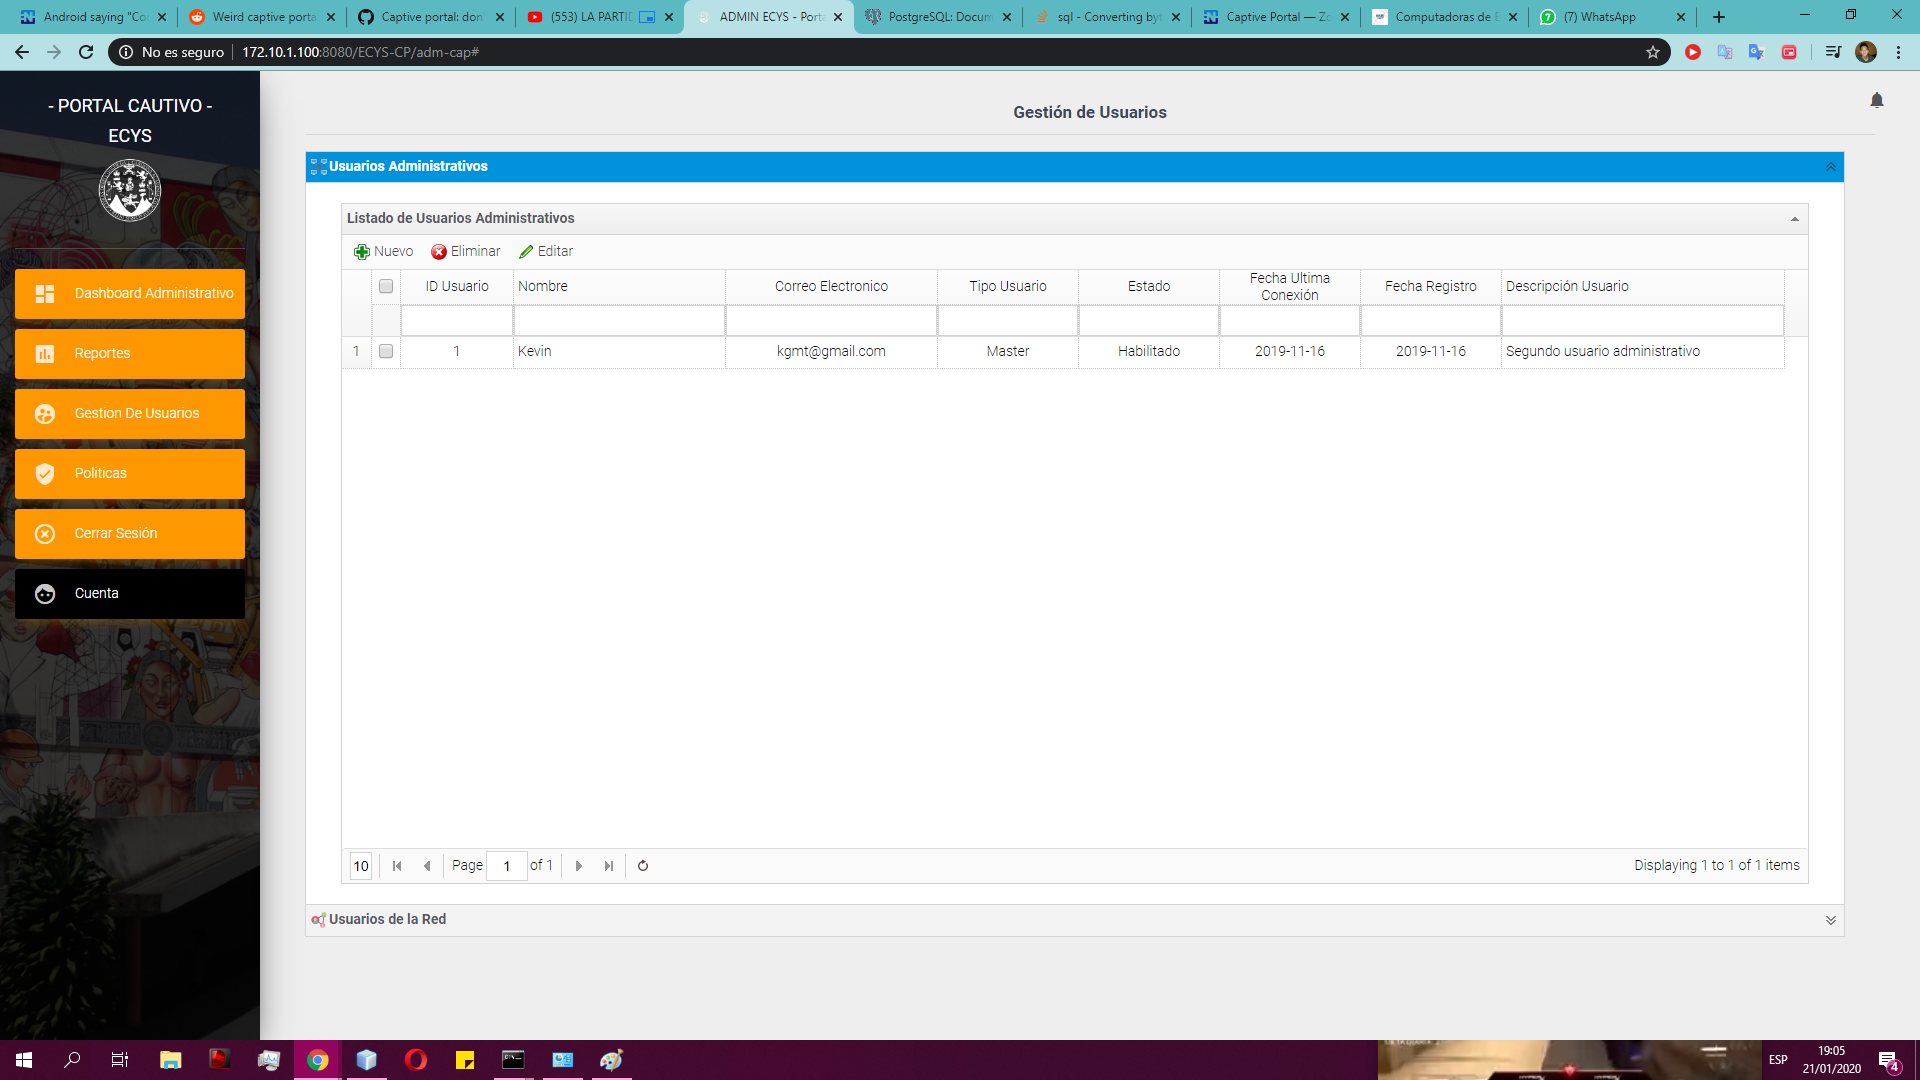 Android saying "Co
Weird captive porta
Captive portal: don'
(553) LA PARTID
ADMIN ECYS - Porta
PostgreSQL: Docum
sql - Converting byt
Captive Portal — Zo
Computadoras de E
(7) WhatsApp
No es seguro
172.10.1.100:8080/ECYS-CP/adm-cap#
- PORTAL CAUTIVO -
ECYS
Dashboard Administrativo
Reportes
Gestion De Usuarios
Politicas
Cerrar Sesión
Cuenta
Gestión de Usuarios
Usuarios Administrativos
Listado de Usuarios Administrativos
Nuevo Eliminar Editar
ID Usuario Nombre Correo Electronico Tipo Usuario Estado Fecha Ultima Conexión Fecha Registro Descripción Usuario
1 1 Kevin kgmt@gmail.com Master Habilitado 2019-11-16 2019-11-16 Segundo usuario administrativo
10 Page 1 of 1 Displaying 1 to 1 of 1 items
Usuarios de la Red
ESP
19:05
21/01/2020
4